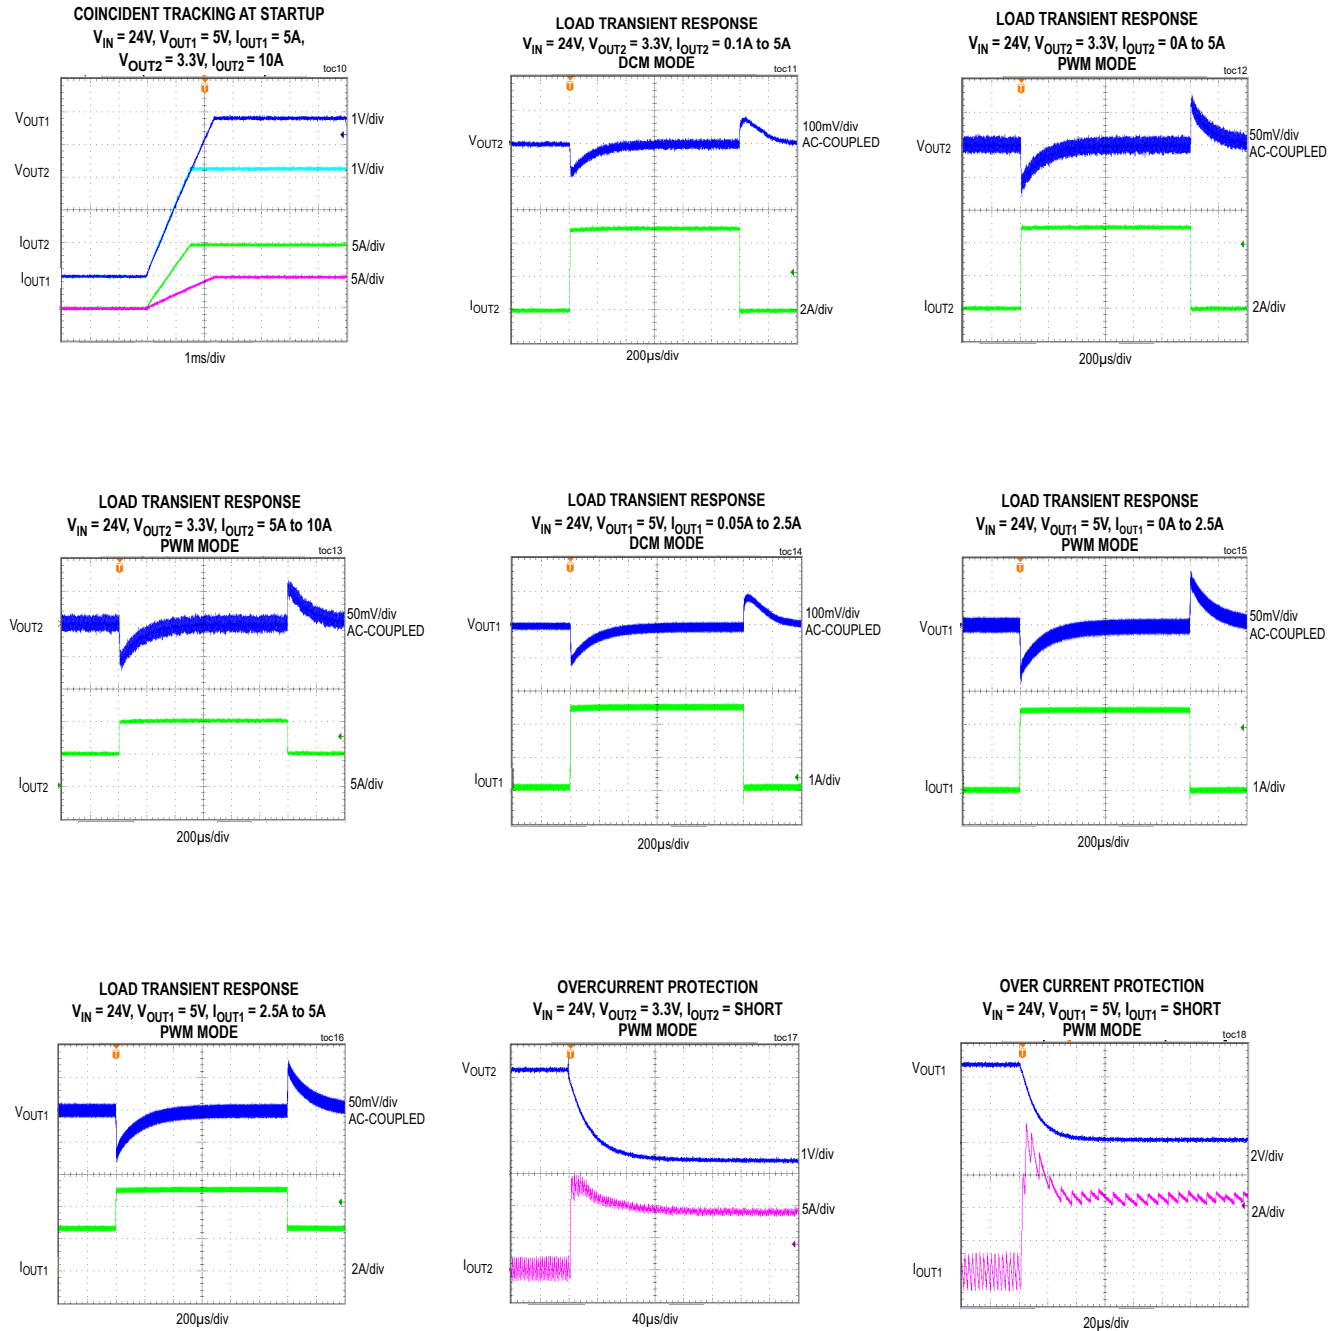 COINCIDENT TRACKING AT STARTUP
VIN = 24V, VOUT1 = 5V, IOUT1 = 5A,
VOUT2 = 3.3V, IOUT2 = 10A
toc10
T
VOUT1
1V/div
VOUT2
1V/div
IOUT2
5A/div
IOUT1
5A/div
1ms/div
LOAD TRANSIENT RESPONSE
VIN = 24V, VOUT2 = 3.3V, IOUT2 = 0.1A to 5A
DCM MODE
toc11
T
VOUT2
100mV/div
AC-COUPLED
IOUT2
2A/div
200µs/div
LOAD TRANSIENT RESPONSE
VIN = 24V, VOUT2 = 3.3V, IOUT2 = 0A to 5A
PWM MODE
toc12
T
VOUT2
50mV/div
AC-COUPLED
IOUT2
2A/div
200µs/div
LOAD TRANSIENT RESPONSE
VIN = 24V, VOUT2 = 3.3V, IOUT2 = 5A to 10A
PWM MODE
toc13
T
VOUT2
50mV/div
AC-COUPLED
IOUT2
5A/div
200µs/div
LOAD TRANSIENT RESPONSE
VIN = 24V, VOUT1 = 5V, IOUT1 = 0.05A to 2.5A
DCM MODE
toc14
T
VOUT1
100mV/div
AC-COUPLED
IOUT1
1A/div
200µs/div
LOAD TRANSIENT RESPONSE
VIN = 24V, VOUT1 = 5V, IOUT1 = 0A to 2.5A
PWM MODE
toc15
T
VOUT1
50mV/div
AC-COUPLED
IOUT1
1A/div
200µs/div
LOAD TRANSIENT RESPONSE
VIN = 24V, VOUT1 = 5V, IOUT1 = 2.5A to 5A
PWM MODE
toc16
T
VOUT1
50mV/div
AC-COUPLED
IOUT1
2A/div
200µs/div
OVERCURRENT PROTECTION
VIN = 24V, VOUT2 = 3.3V, IOUT2 = SHORT
PWM MODE
toc17
T
VOUT2
1V/div
5A/div
IOUT2
40µs/div
OVER CURRENT PROTECTION
VIN = 24V, VOUT1 = 5V, IOUT1 = SHORT
PWM MODE
toc18
T
VOUT1
2V/div
2A/div
IOUT1
20µs/div